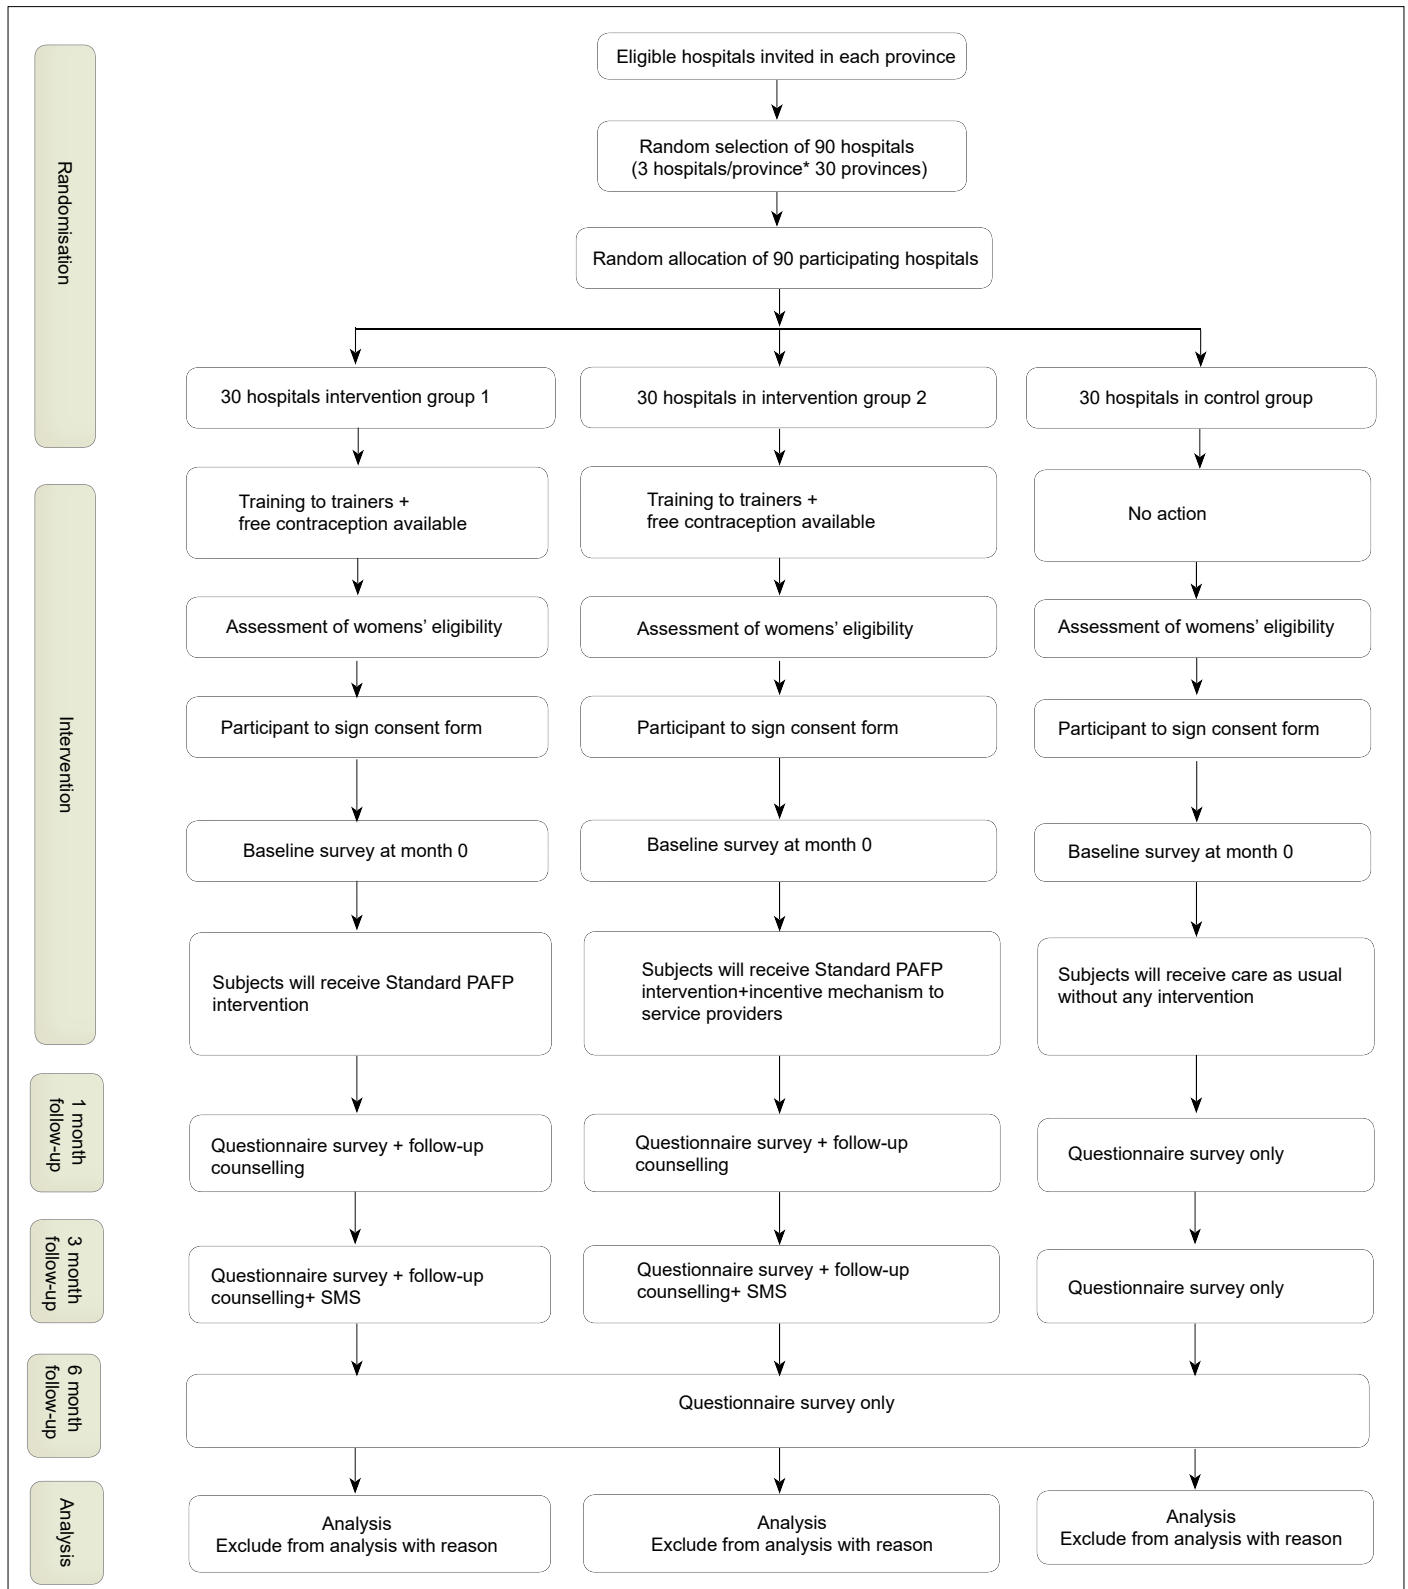 Randomisation
Eligible hospitals invited in each province
Random selection of 90 hospitals
(3 hospitals/province* 30 provinces)
Random allocation of 90 participating hospitals
30 hospitals intervention group 1
30 hospitals in intervention group 2
30 hospitals in control group
Intervention
Training to trainers +
free contraception available
Training to trainers +
free contraception available
No action
Assessment of womens’ eligibility
Assessment of womens’ eligibility
Assessment of womens’ eligibility
Participant to sign consent form
Participant to sign consent form
Participant to sign consent form
Baseline survey at month 0
Baseline survey at month 0
Baseline survey at month 0
Subjects will receive Standard PAFP
intervention
Subjects will receive Standard PAFP
intervention+incentive mechanism to
service providers
Subjects will receive care as usual
without any intervention
1 month
follow-up
Questionnaire survey + follow-up
counselling
Questionnaire survey + follow-up
counselling
Questionnaire survey only
3 month
follow-up
Questionnaire survey + follow-up
counselling+ SMS
Questionnaire survey + follow-up
counselling+ SMS
Questionnaire survey only
6 month
follow-up
Questionnaire survey only
Analysis
Analysis
Exclude from analysis with reason
Analysis
Exclude from analysis with reason
Analysis
Exclude from analysis with reason